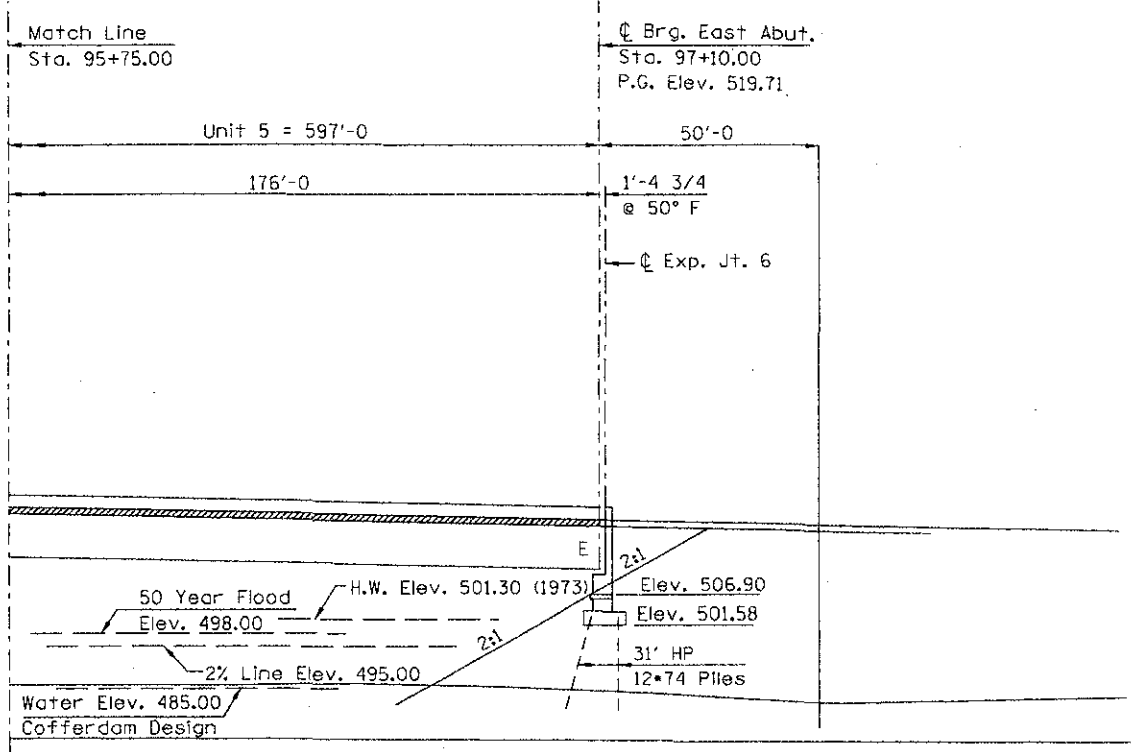 Match Line
Sta. 95+75.00
℄ Brg. East Abut.
Sta. 97+10.00
P.G. Elev. 519.71
Unit 5 = 597'-0
50'-0
176'-0
1'-4 3/4
@ 50° F
℄ Exp. Jt. 6
E
2:1
H.W. Elev. 501.30 (1973)
Elev. 506.90
50 Year Flood
Elev. 498.00
Elev. 501.58
2:1
31' HP
12*74 Piles
2% Line Elev. 495.00
Water Elev. 485.00
Cofferdam Design